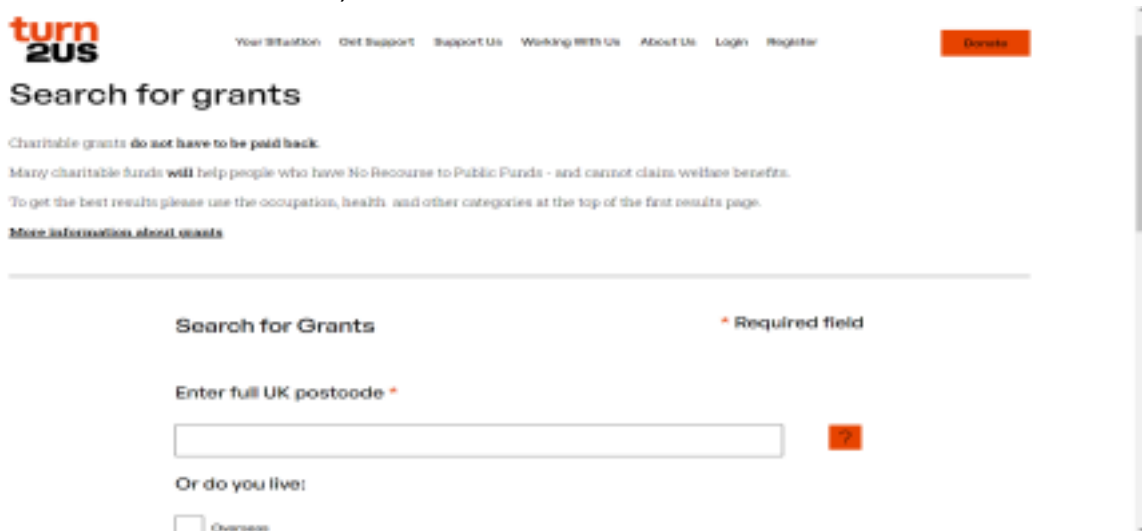 turn
2us
Your Situation Get Support Support Us Working With Us About Us Login Register
Donate
Search for grants
Charitable grants do not have to be paid back.
Many charitable funds will help people who have No Recourse to Public Funds - and cannot claim welfare benefits.
To get the best results please use the occupation, health and other categories at the top of the first results page.
More information about grants
Search for Grants
* Required field
Enter full UK postcode *
?
Or do you live:
Overseas